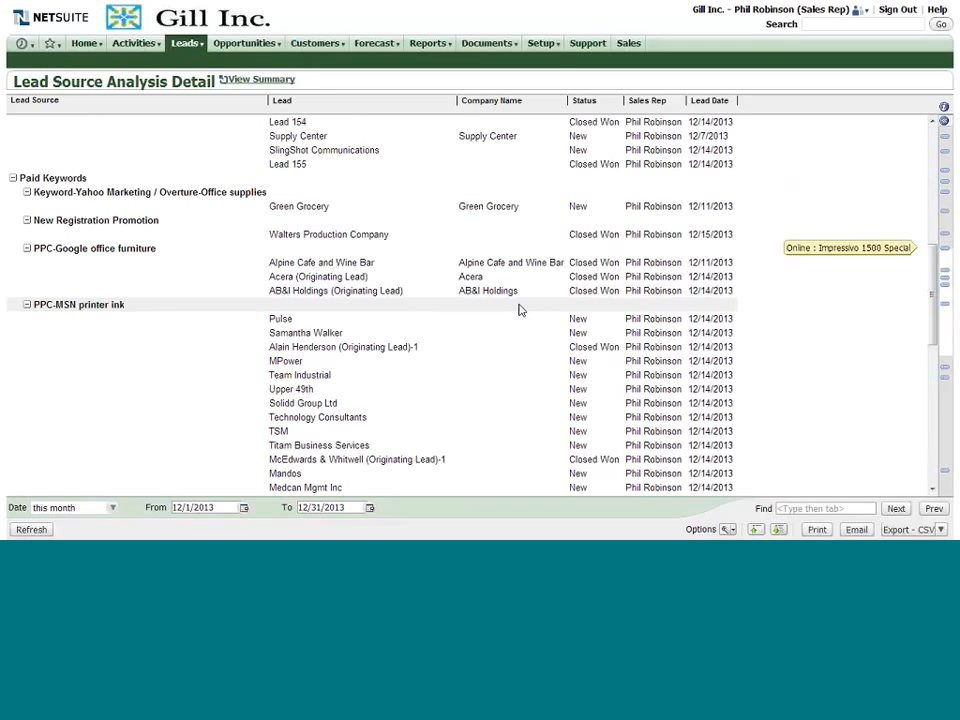 NETSUITE Gill Inc. Gill Inc. - Phil Robinson (Sales Rep) Sign Out Help
Search Go
Home Activities Leads Opportunities Customers Forecast Reports Documents Setup Support Sales
Lead Source Analysis Detail View Summary
Lead Source Lead Company Name Status Sales Rep Lead Date
Lead 154 Closed Won Phil Robinson 12/14/2013
Supply Center Supply Center New Phil Robinson 12/7/2013
SlingShot Communications New Phil Robinson 12/14/2013
Lead 155 Closed Won Phil Robinson 12/14/2013
Paid Keywords
Keyword-Yahoo Marketing / Overture-Office supplies
Green Grocery Green Grocery New Phil Robinson 12/11/2013
New Registration Promotion
Walters Production Company Closed Won Phil Robinson 12/15/2013
PPC-Google office furniture Online : Impressivo 1500 Special
Alpine Cafe and Wine Bar Alpine Cafe and Wine Bar Closed Won Phil Robinson 12/11/2013
Acera (Originating Lead) Acera Closed Won Phil Robinson 12/14/2013
AB&I Holdings (Originating Lead) AB&I Holdings Closed Won Phil Robinson 12/14/2013
PPC-MSN printer ink
Pulse New Phil Robinson 12/14/2013
Samantha Walker New Phil Robinson 12/14/2013
Alain Henderson (Originating Lead)-1 Closed Won Phil Robinson 12/14/2013
MPower New Phil Robinson 12/14/2013
Team Industrial New Phil Robinson 12/14/2013
Upper 49th New Phil Robinson 12/14/2013
Solidd Group Ltd New Phil Robinson 12/14/2013
Technology Consultants New Phil Robinson 12/14/2013
TSM New Phil Robinson 12/14/2013
Titam Business Services New Phil Robinson 12/14/2013
McEdwards & Whitwell (Originating Lead)-1 Closed Won Phil Robinson 12/14/2013
Mandos New Phil Robinson 12/14/2013
Medcan Mgmt Inc New Phil Robinson 12/14/2013
Date this month From 12/1/2013 To 12/31/2013 Find <Type then tab> Next Prev
Refresh Options Print Email Export - CSV